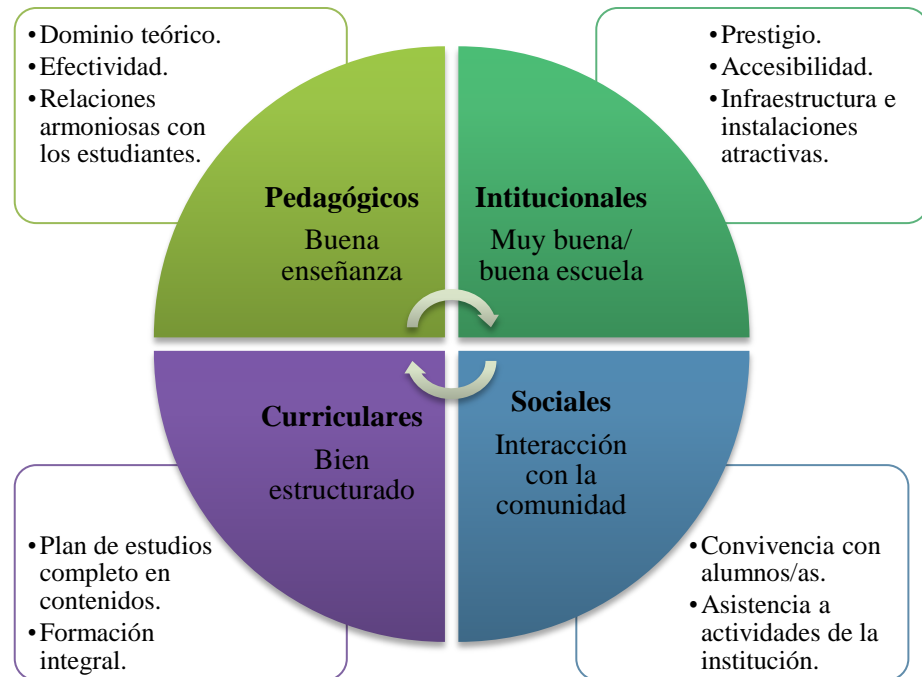 •Dominio teórico.
•Efectividad.
•Relaciones
armoniosas con
los estudiantes.
•Prestigio.
•Accesibilidad.
•Infraestructura e
instalaciones
atractivas.
Pedagógicos
Buena
enseñanza
Intitucionales
Muy buena/
buena escuela
Curriculares
Bien
estructurado
Sociales
Interacción
con la
comunidad
•Plan de estudios
completo en
contenidos.
•Formación
integral.
•Convivencia con
alumnos/as.
•Asistencia a
actividades de la
institución.